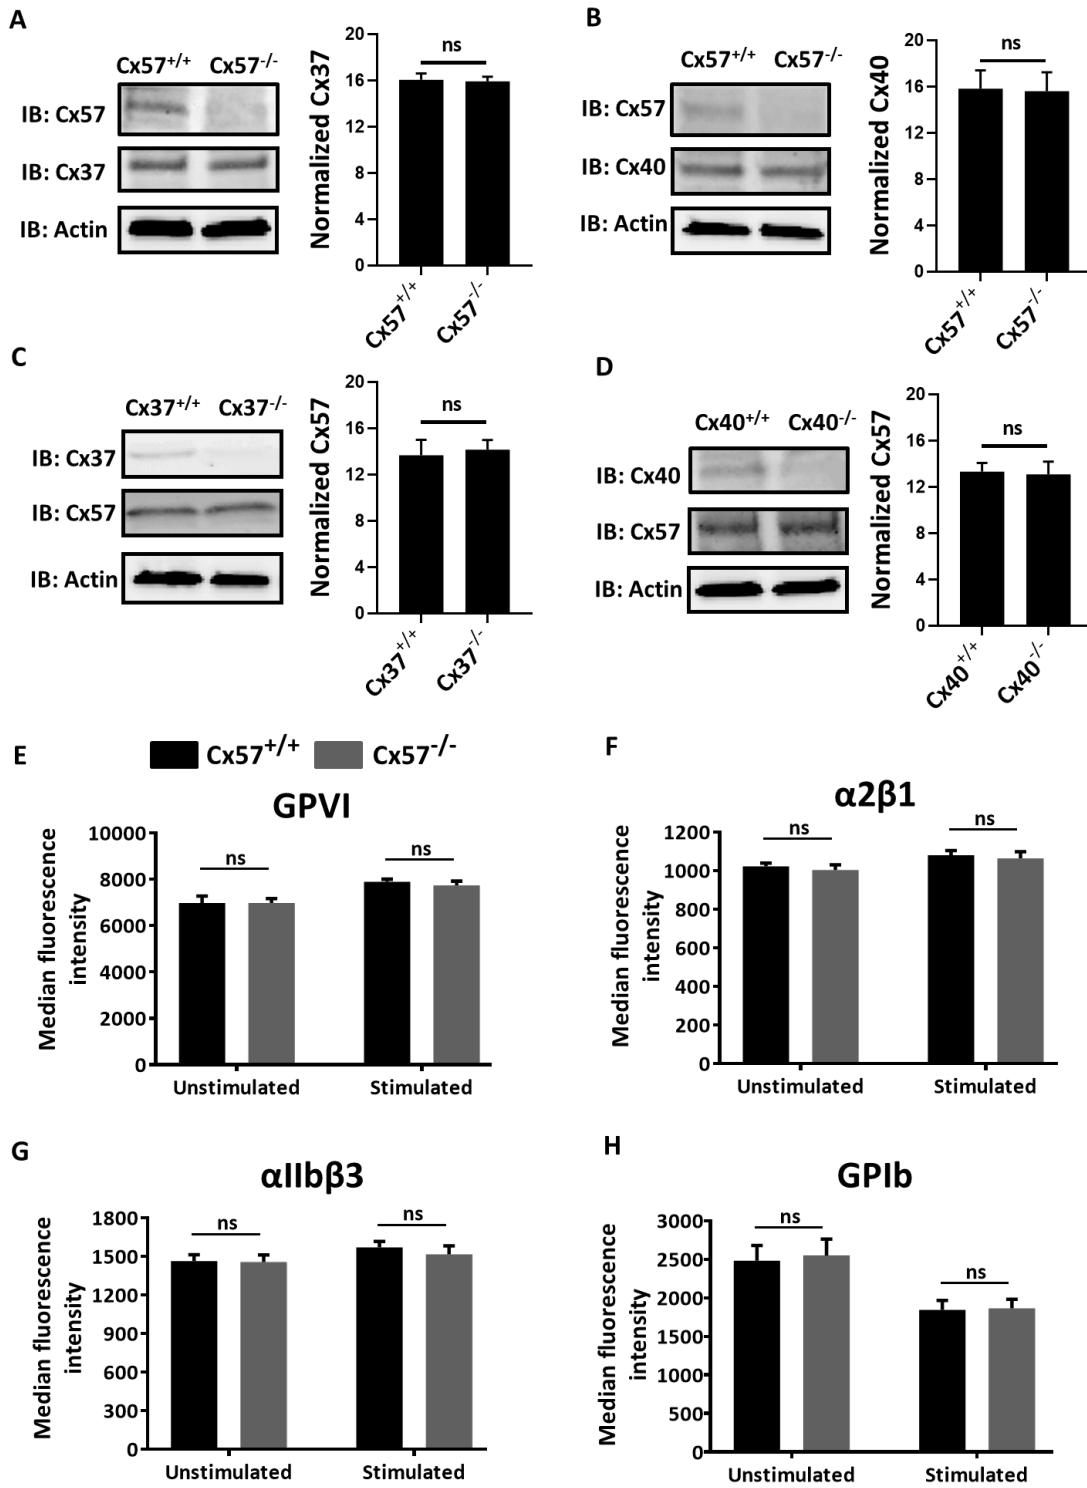 A
Cx57+/+ Cx57-/-
IB: Cx57
IB: Cx37
IB: Actin
Normalized Cx37
20
16
12
8
4
0
ns
Cx57+/+
Cx57-/-
B
Cx57+/+ Cx57-/-
IB: Cx57
IB: Cx40
IB: Actin
Normalized Cx40
20
16
12
8
4
0
ns
Cx57+/+
Cx57-/-
C
Cx37+/+ Cx37-/-
IB: Cx37
IB: Cx57
IB: Actin
Normalized Cx57
20
16
12
8
4
0
ns
Cx37+/+
Cx37-/-
D
Cx40+/+ Cx40-/-
IB: Cx40
IB: Cx57
IB: Actin
Normalized Cx57
20
16
12
8
4
0
ns
Cx40+/+
Cx40-/-
E
Cx57+/+ Cx57-/-
GPVI
Median fluorescence
intensity
10000
8000
6000
4000
2000
0
ns
ns
Unstimulated Stimulated
F
α2β1
Median fluorescence
intensity
1200
1000
800
600
400
200
0
ns
ns
Unstimulated Stimulated
G
αIIbβ3
Median fluorescence
intensity
1800
1500
1200
900
600
300
0
ns
ns
Unstimulated Stimulated
H
GPIb
Median fluorescence
intensity
3000
2500
2000
1500
1000
500
0
ns
ns
Unstimulated Stimulated